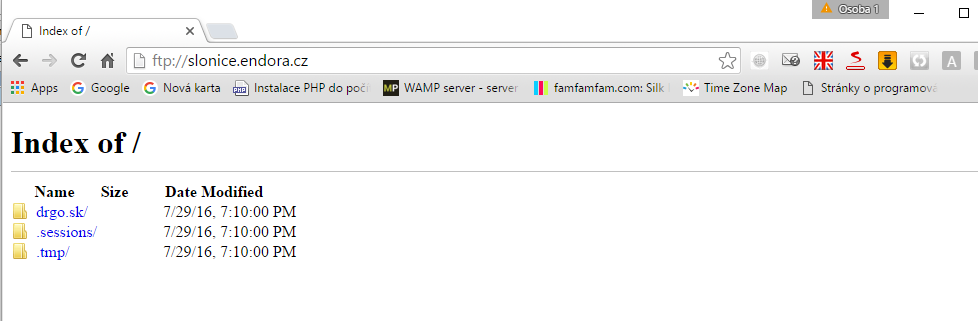 Osoba 1
Index of /
ftp://slonice.endora.cz
A
Apps Google Nová karta Instalace PHP do počí MP WAMP server - server famfamfam.com: Silk Time Zone Map Stránky o programova
Index of /
Name Size Date Modified
drgo.sk/ 7/29/16, 7:10:00 PM
.sessions/ 7/29/16, 7:10:00 PM
.tmp/ 7/29/16, 7:10:00 PM